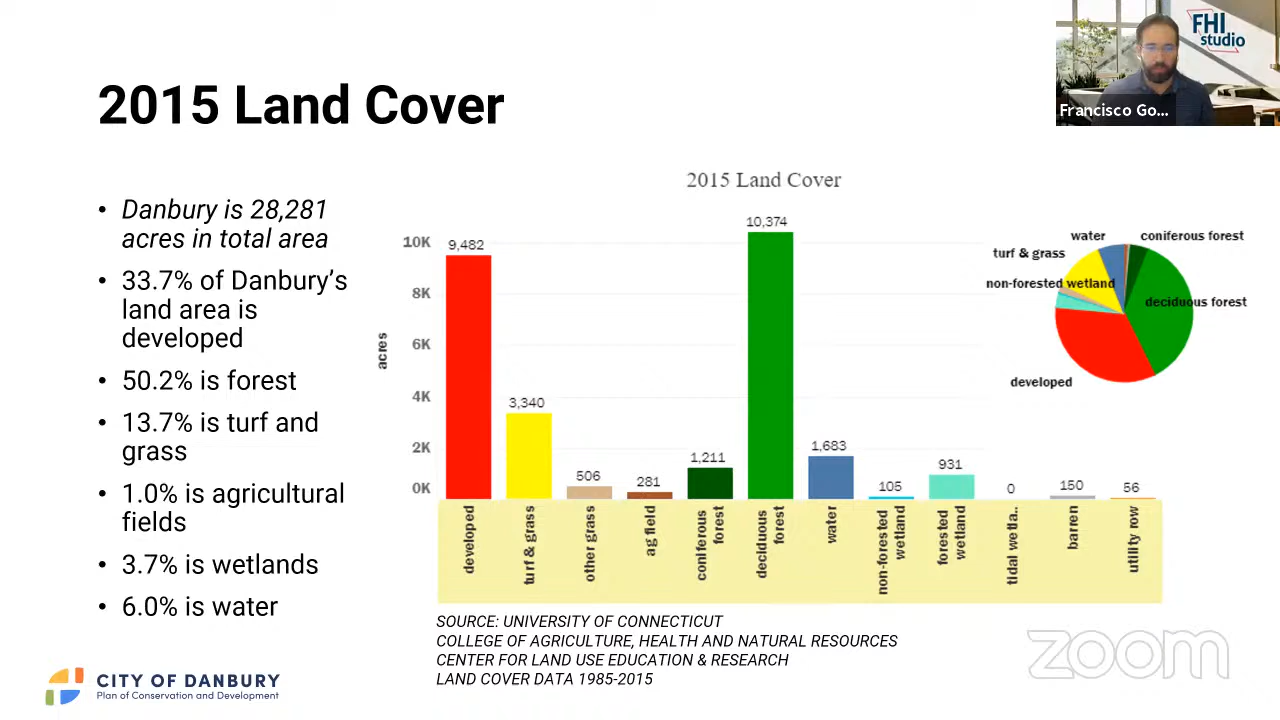 FHI
studio
Francisco Go...
2015 Land Cover
• Danbury is 28,281
acres in total area
• 33.7% of Danbury's
land area is
developed
• 50.2% is forest
• 13.7% is turf and
grass
• 1.0% is agricultural
fields
• 3.7% is wetlands
• 6.0% is water
2015 Land Cover
acres
10K
8K
6K
4K
2K
0K
9,482
3,340
506
281
1,211
10,374
1,683
105
931
0
150
56
developed
turf & grass
other grass
ag field
coniferous
forest
deciduous
forest
water
non-forested
wetland
forested
wetland
tidal wetla..
barren
utility row
water
coniferous forest
turf & grass
non-forested wetland
deciduous forest
developed
SOURCE: UNIVERSITY OF CONNECTICUT
COLLEGE OF AGRICULTURE, HEALTH AND NATURAL RESOURCES
CENTER FOR LAND USE EDUCATION & RESEARCH
LAND COVER DATA 1985-2015
CITY OF DANBURY
Plan of Conservation and Development
zoom